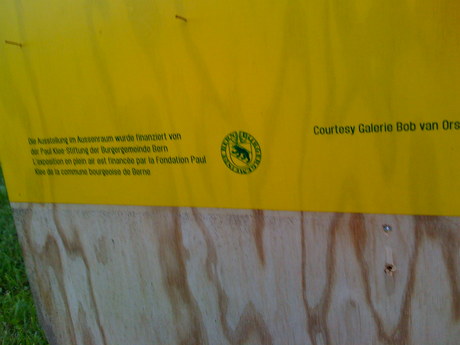 Die Ausstellung im Aussenraum wurde finanziert von
der Paul Klee-Stiftung der Burgergemeinde Bern
L'exposition en plein air est financée par la Fondation Paul
Klee de la commune bourgeoise de Berne
Courtesy Galerie Bob van Ors